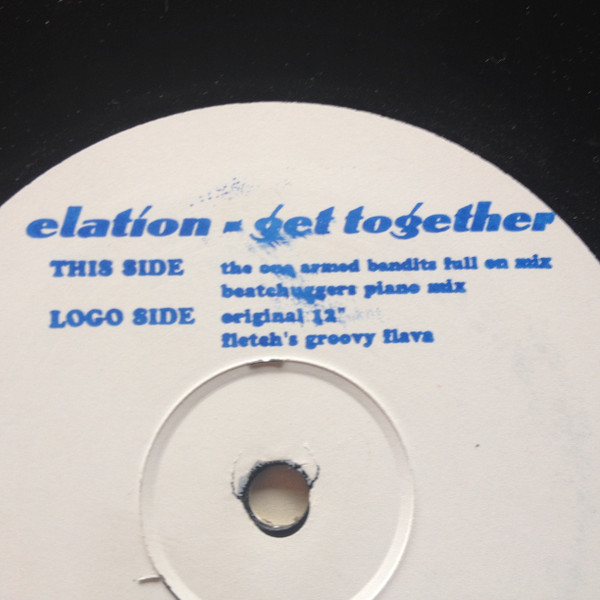 elation - get together
THIS SIDE the one armed bandits full on mix
beatchuggers piano mix
LOGO SIDE original 12"
fletch's groovy flava